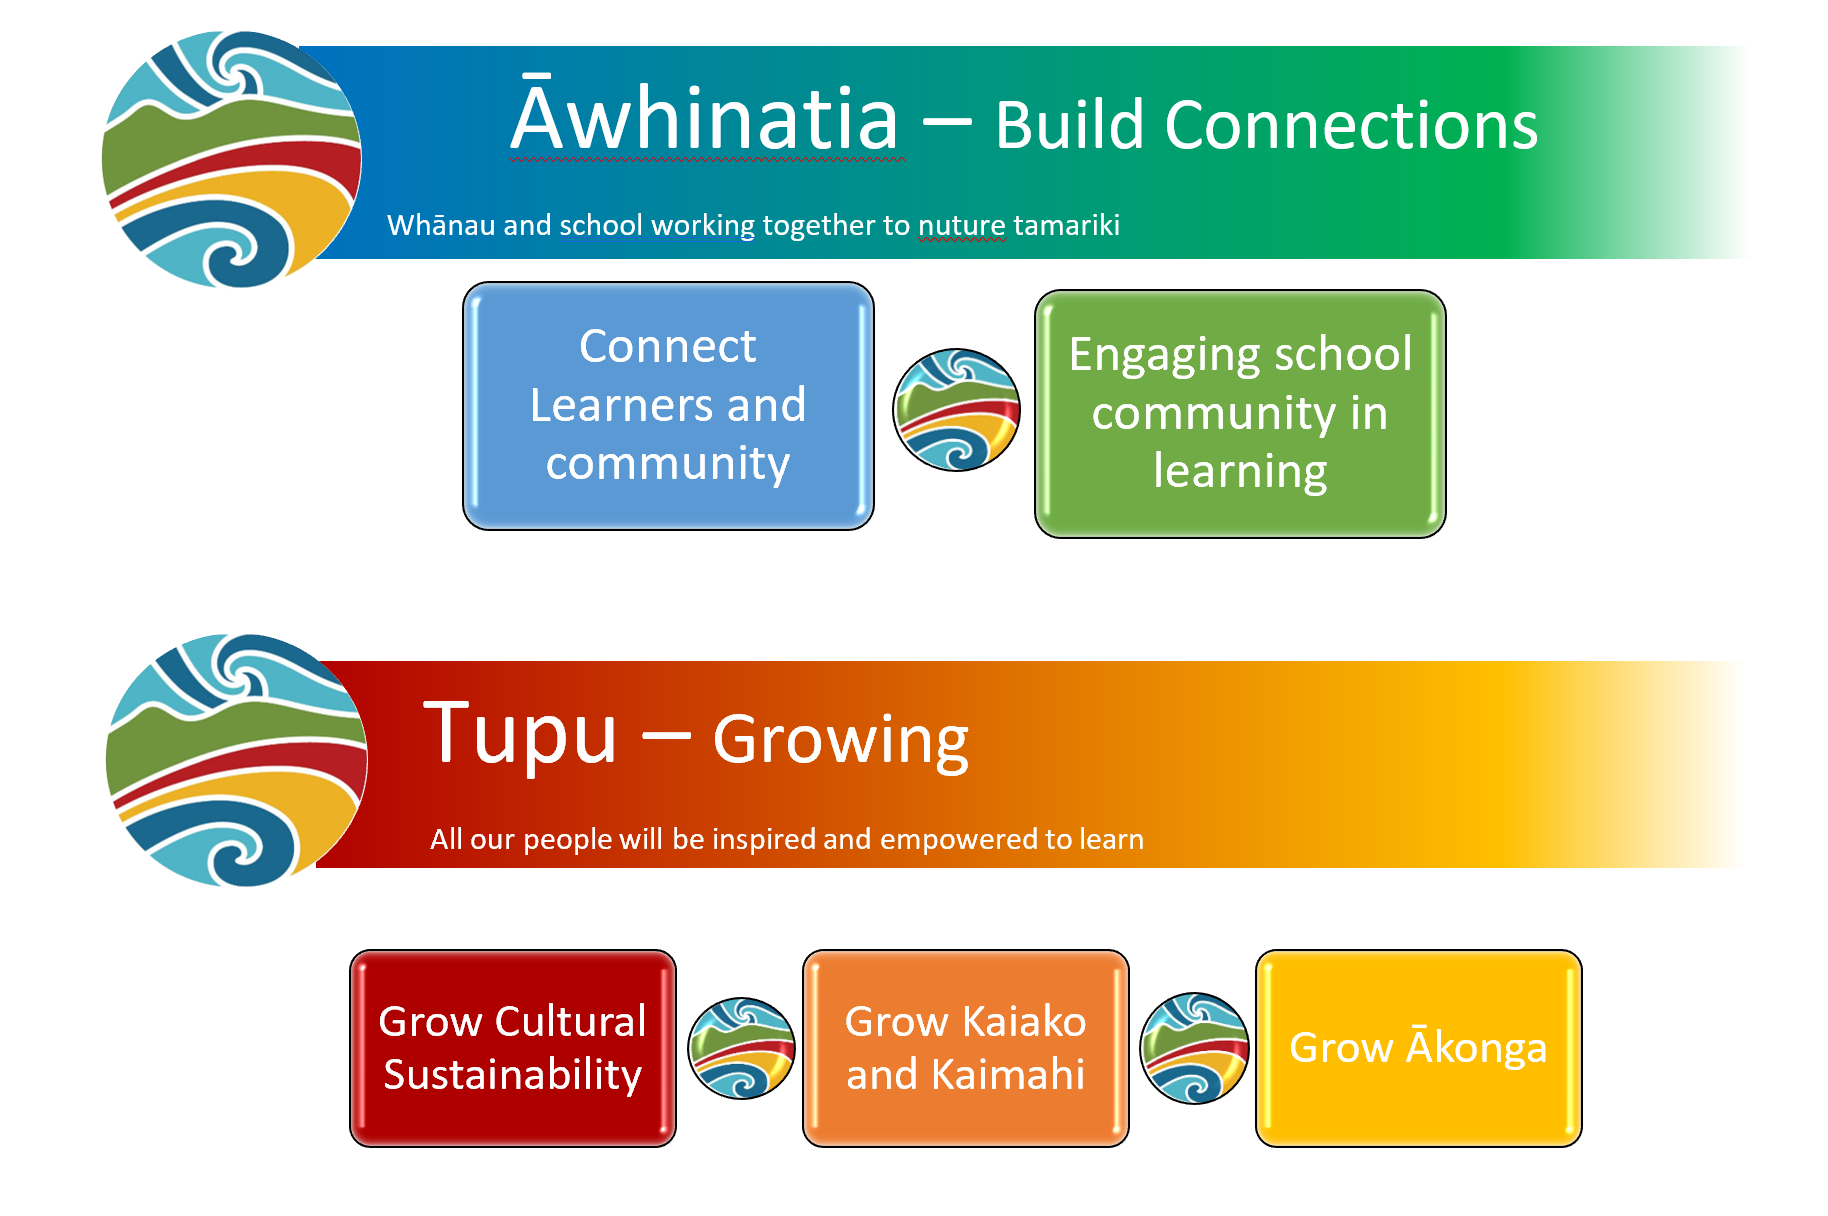 Āwhinatia – Build Connections
Whānau and school working together to nuture tamariki
Connect
Learners and
community
Engaging school
community in
learning
Tupu – Growing
All our people will be inspired and empowered to learn
Grow Cultural
Sustainability
Grow Kaiako
and Kaimahi
Grow Ākonga